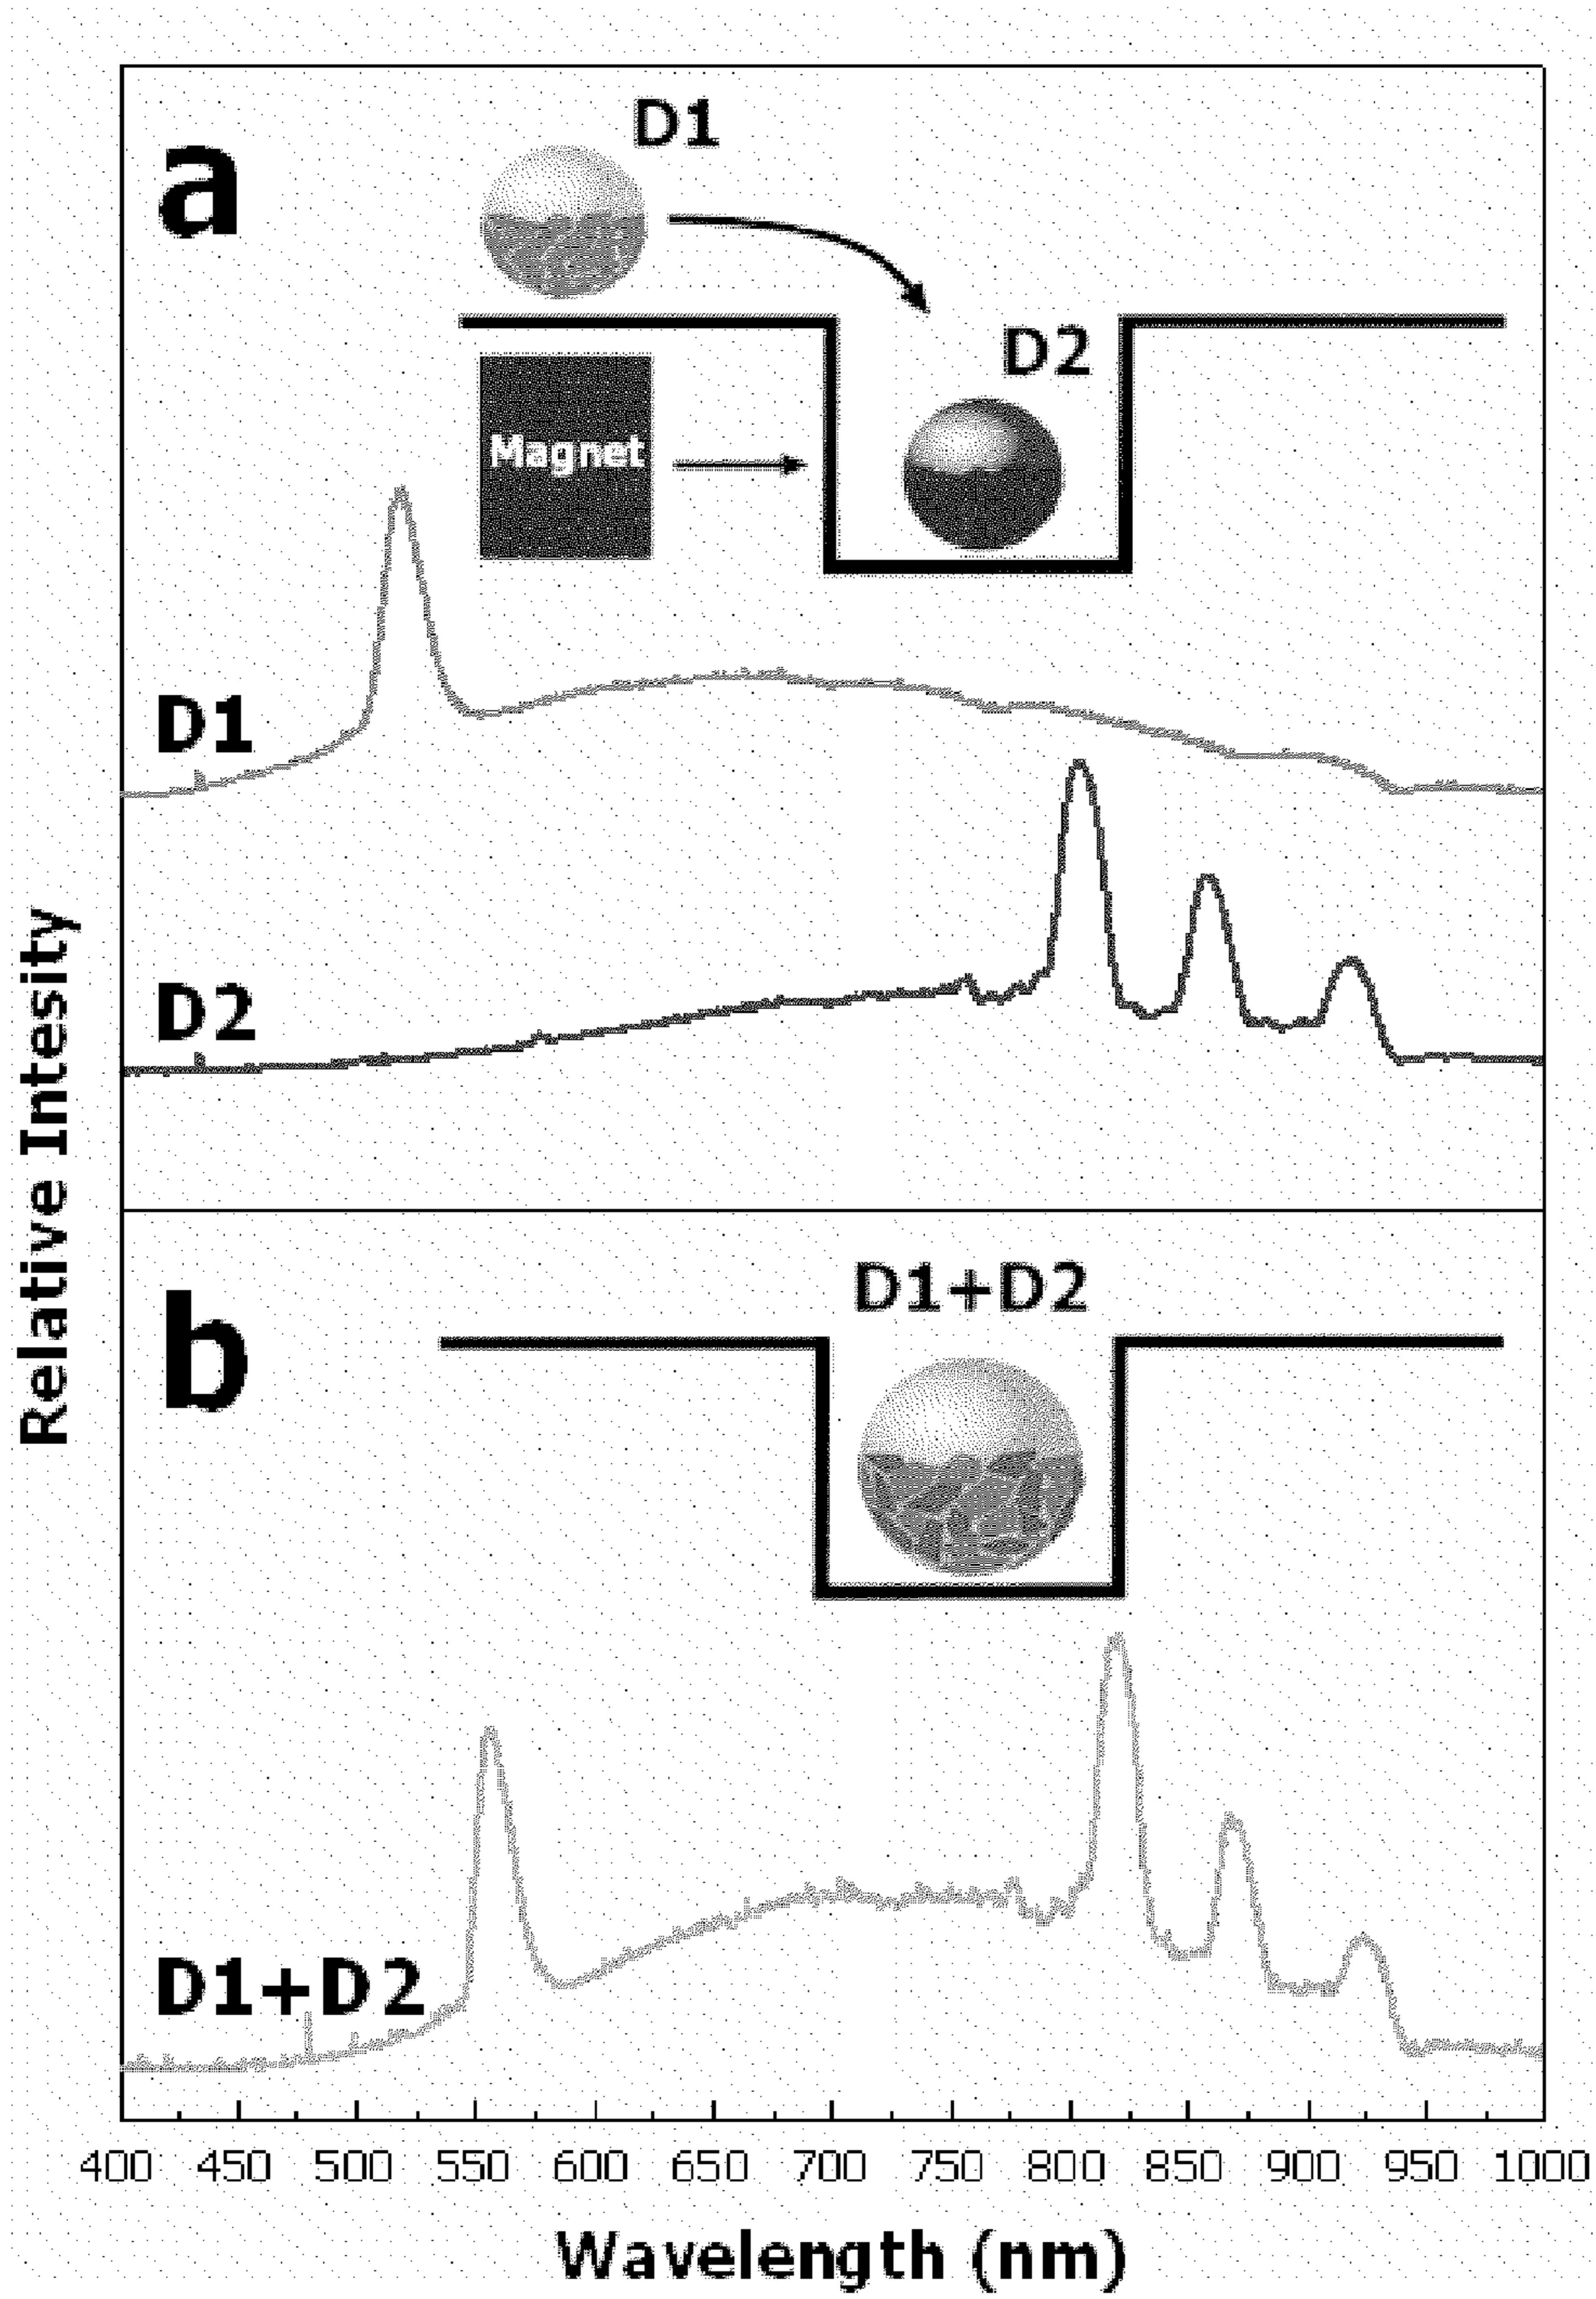 a
D1
D2
Magnet
D1
D2
Relative Intesity
b
D1+D2
D1+D2
400 450 500 550 600 650 700 750 800 850 900 950 1000
Wavelength (nm)